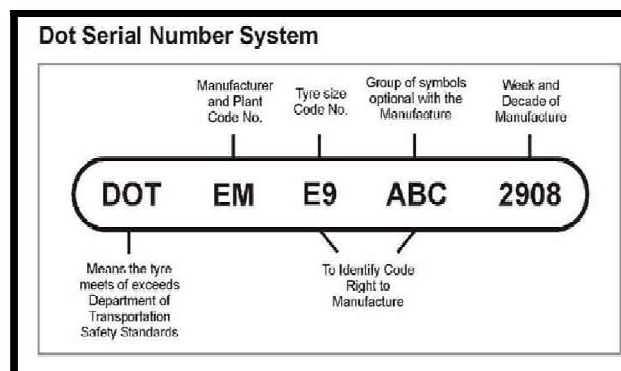 Dot Serial Number System
Manufacturer
and Plant
Code No.
Tyre size
Code No.
Group of symbols
optional with the
Manufacture
Week and
Decade of
Manufacture
DOT EM E9 ABC 2908
Means the tyre
meets of exceeds
Department of
Transportation
Safety Standards
To Identify Code
Right to
Manufacture